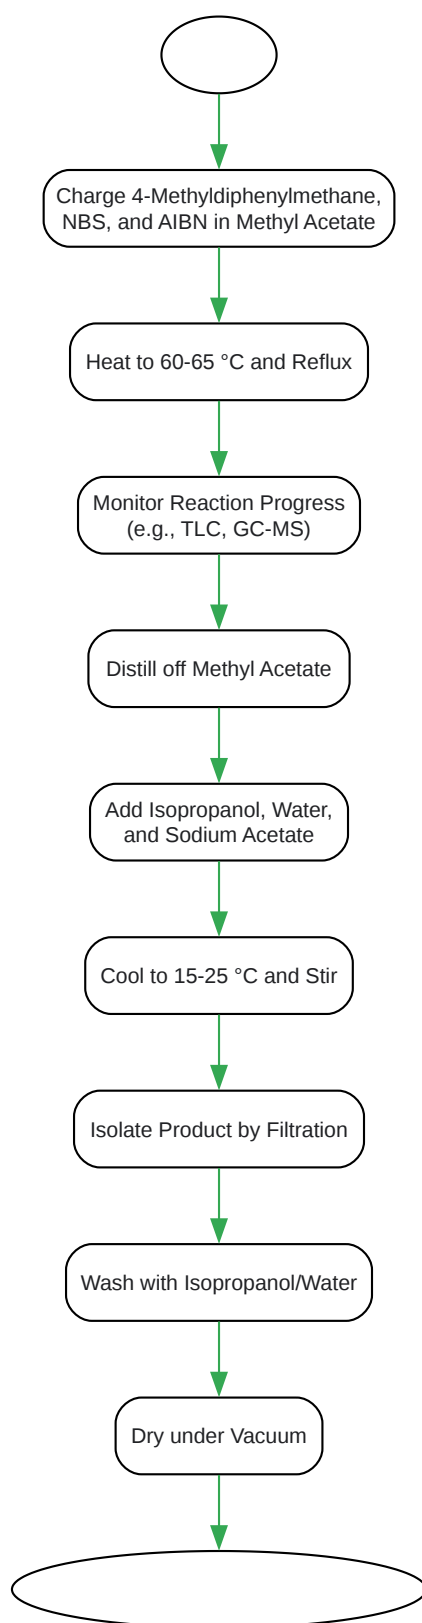 Charge 4-Methyldiphenylmethane,
NBS, and AIBN in Methyl Acetate
Heat to 60-65 °C and Reflux
Monitor Reaction Progress
(e.g., TLC, GC-MS)
Distill off Methyl Acetate
Add Isopropanol, Water,
and Sodium Acetate
Cool to 15-25 °C and Stir
Isolate Product by Filtration
Wash with Isopropanol/Water
Dry under Vacuum